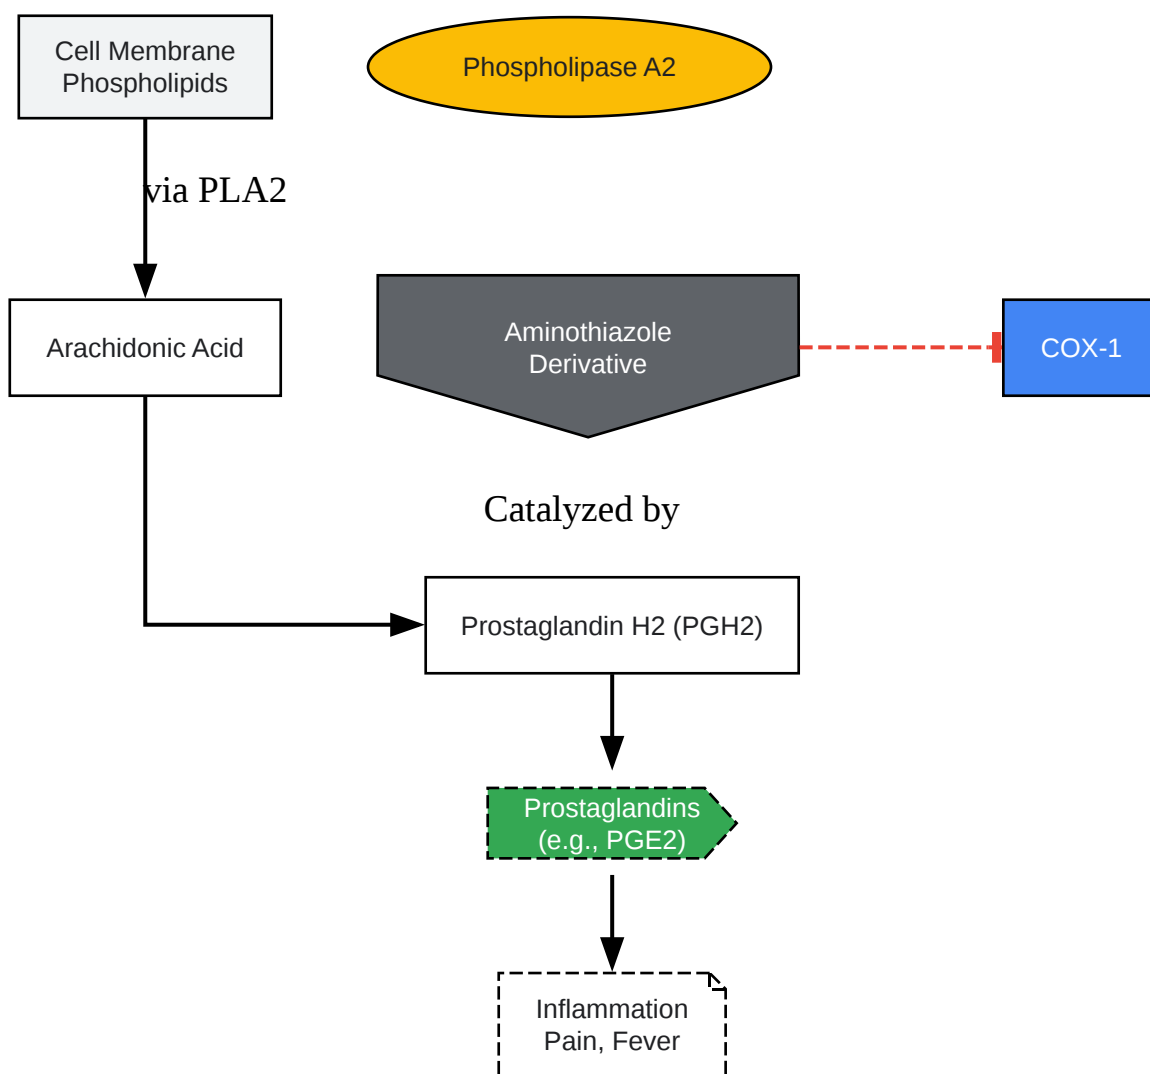 Cell Membrane
Phospholipids
Phospholipase A2
via PLA2
Arachidonic Acid
Aminothiazole
Derivative
COX-1
Catalyzed by
Prostaglandin H2 (PGH2)
Prostaglandins
(e.g., PGE2)
Inflammation
Pain, Fever